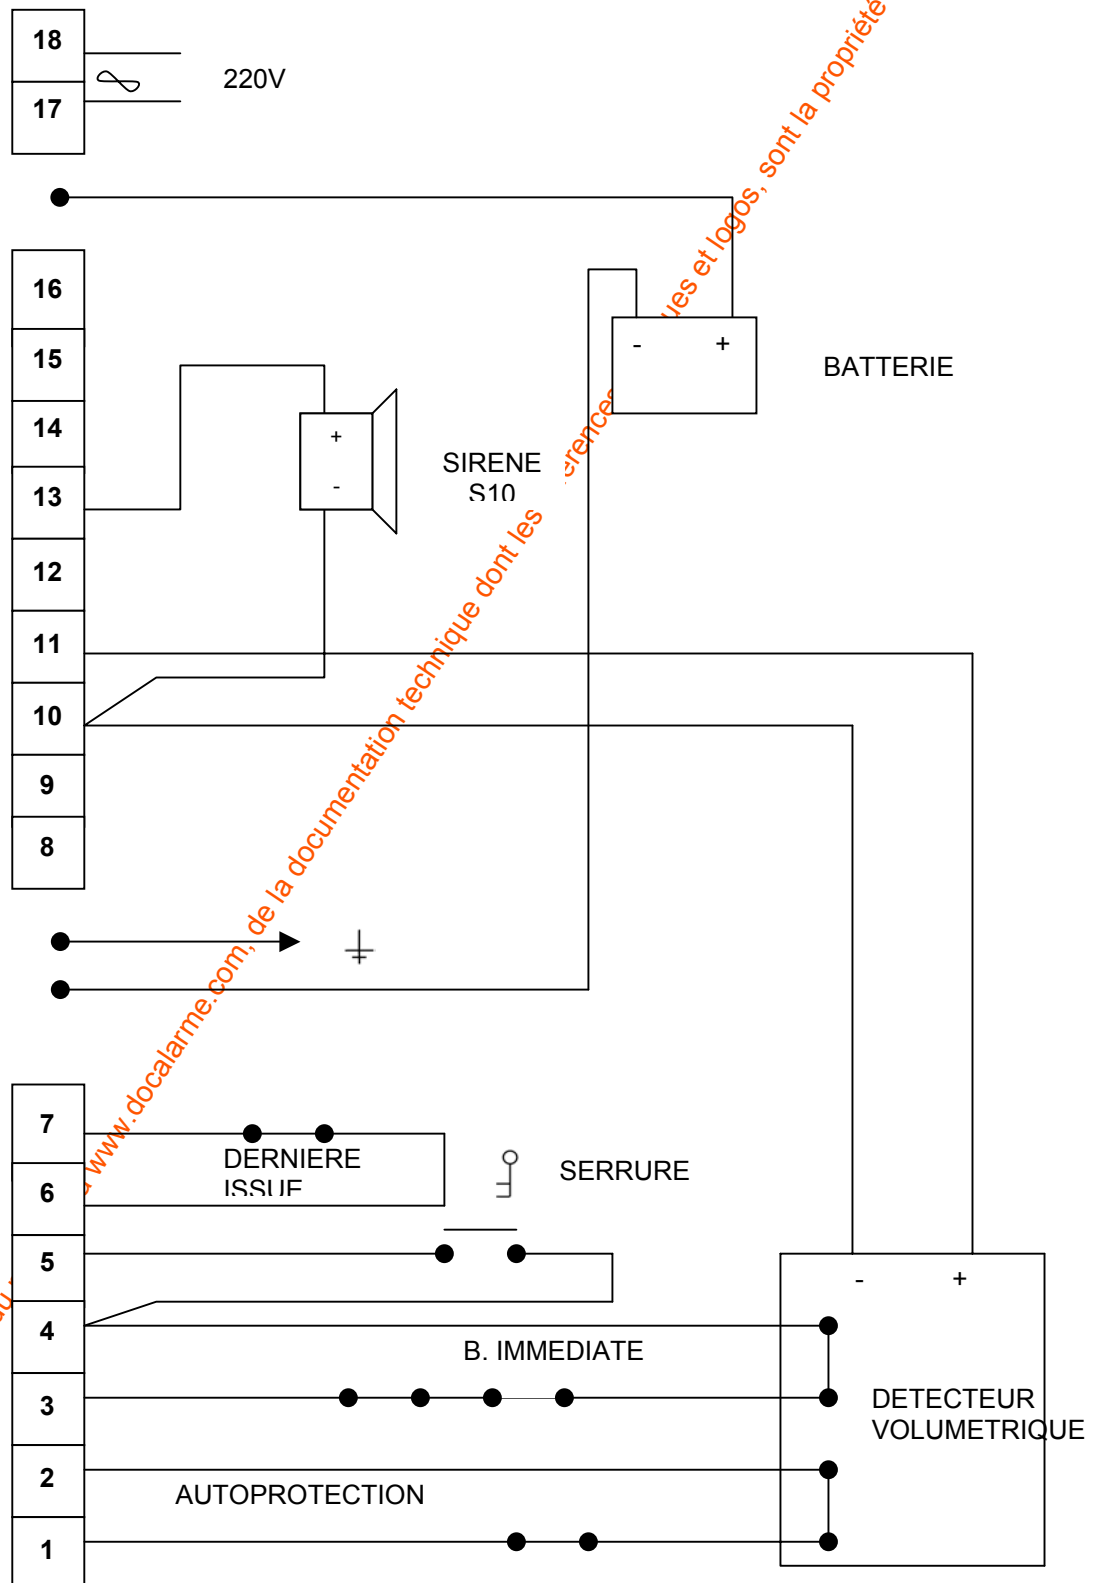 18
220V
17
16
15
14
13
12
11
10
9
8
- +
BATTERIE
+
-
SIRENE
S10
7
6
5
4
3
2
1
DERNIERE
ISSUE
SERRURE
B. IMMEDIATE
AUTOPROTECTION
- +
DETECTEUR
VOLUMETRIQUE
www.docalarme.com, de la documentation technique dont les
ues et logos, sont la propriété